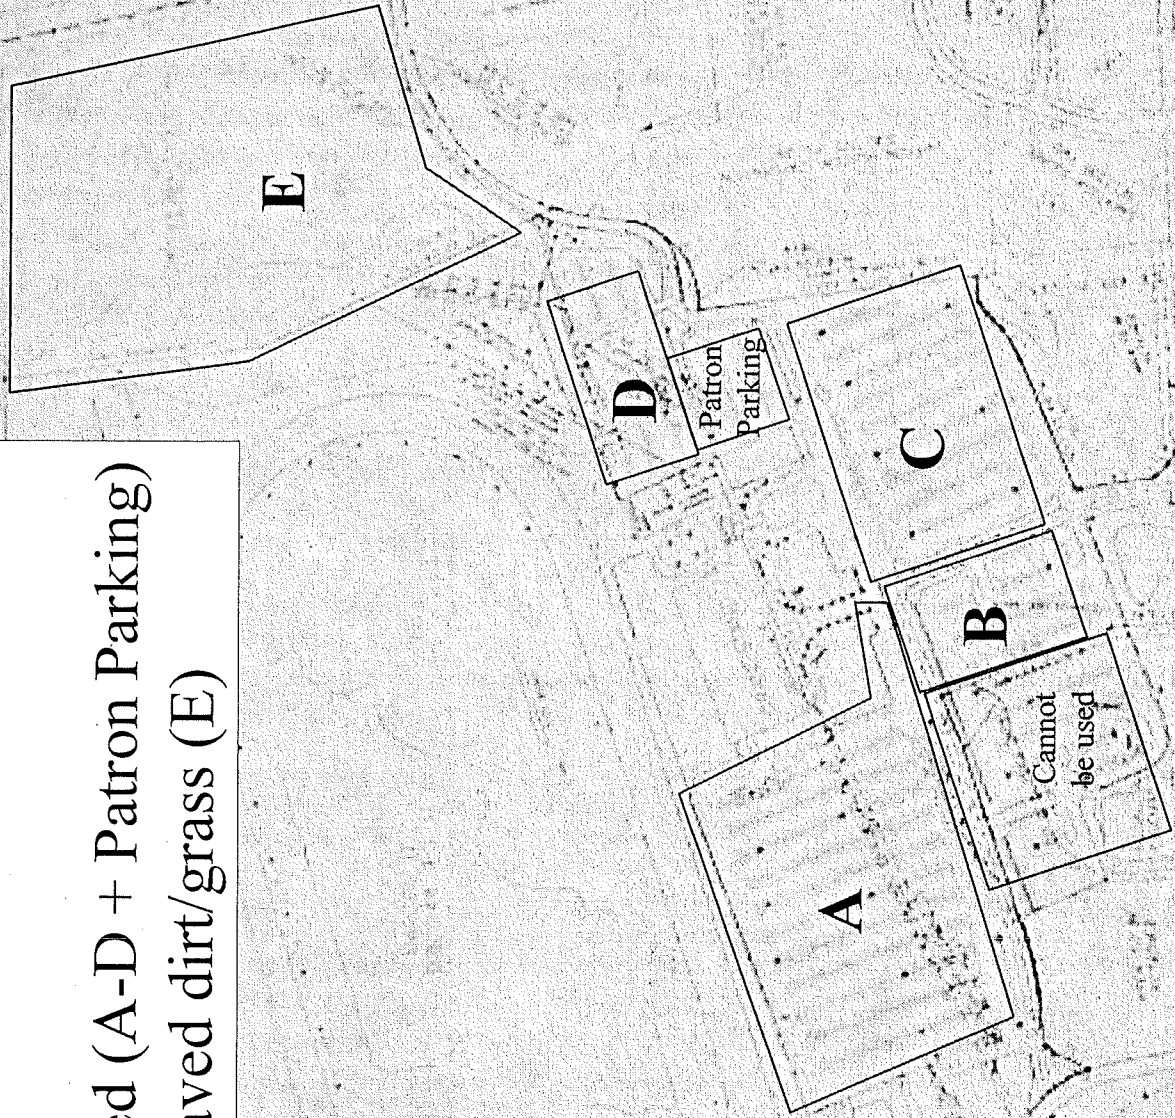 ed (A-D + Patron Parking)
aved dirt/grass (E)
E
D
Patron
Parking
C
B
Cannot
be used
A